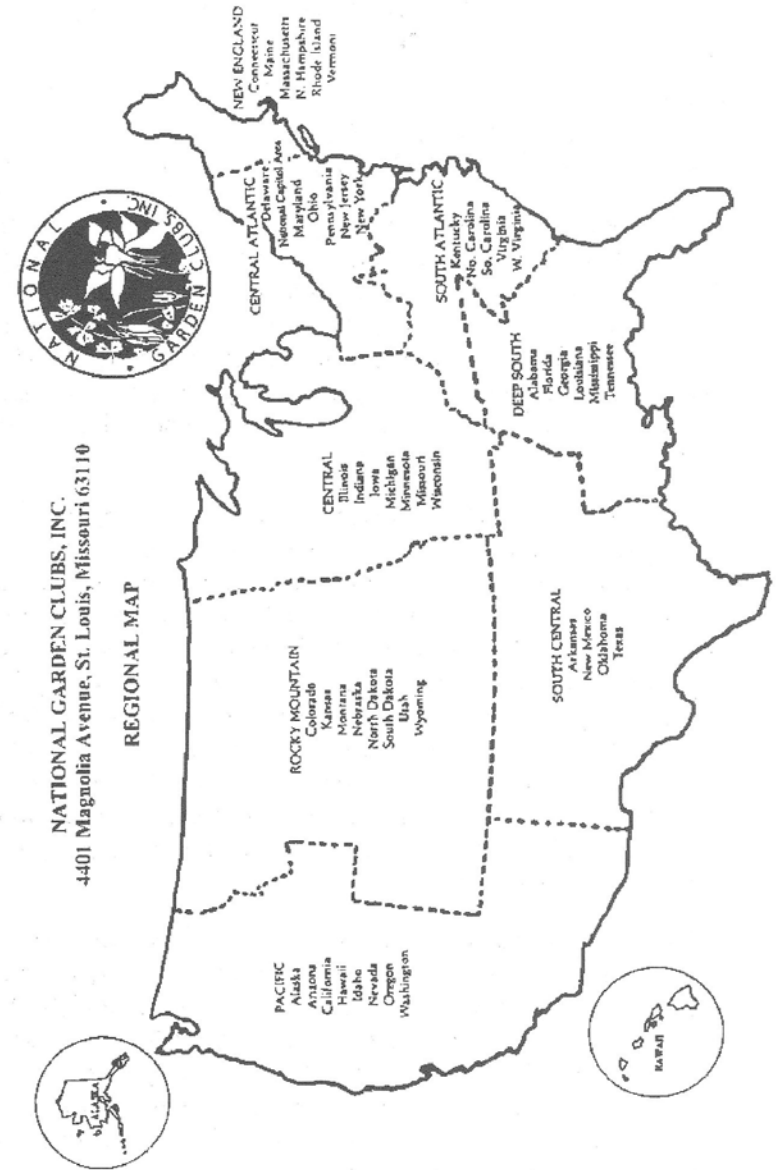 NATIONAL GARDEN CLUBS, INC.
4401 Magnolia Avenue, St. Louis, Missouri 63110
REGIONAL MAP
NATIONAL
GARDEN CLUBS, INC.
ALASKA
PACIFIC
Alaska
Arizona
California
Hawaii
Idaho
Nevada
Oregon
Washington
ROCKY MOUNTAIN
Colorado
Kansas
Montana
Nebraska
North Dakota
South Dakota
Utah
Wyoming
CENTRAL
Illinois
Indiana
Iowa
Michigan
Minnesota
Missouri
Wisconsin
CENTRAL ATLANTIC
Delaware
National Capitol Area
Maryland
Ohio
Pennsylvania
New Jersey
New York
NEW ENGLAND
Connecticut
Maine
Massachusetts
N. Hampshire
Rhode Island
Vermont
SOUTH ATLANTIC
Kentucky
No. Carolina
So. Carolina
Virginia
W. Virginia
DEEP SOUTH
Alabama
Florida
Georgia
Louisiana
Mississippi
Tennessee
SOUTH CENTRAL
Arkansas
New Mexico
Oklahoma
Texas
HAWAII